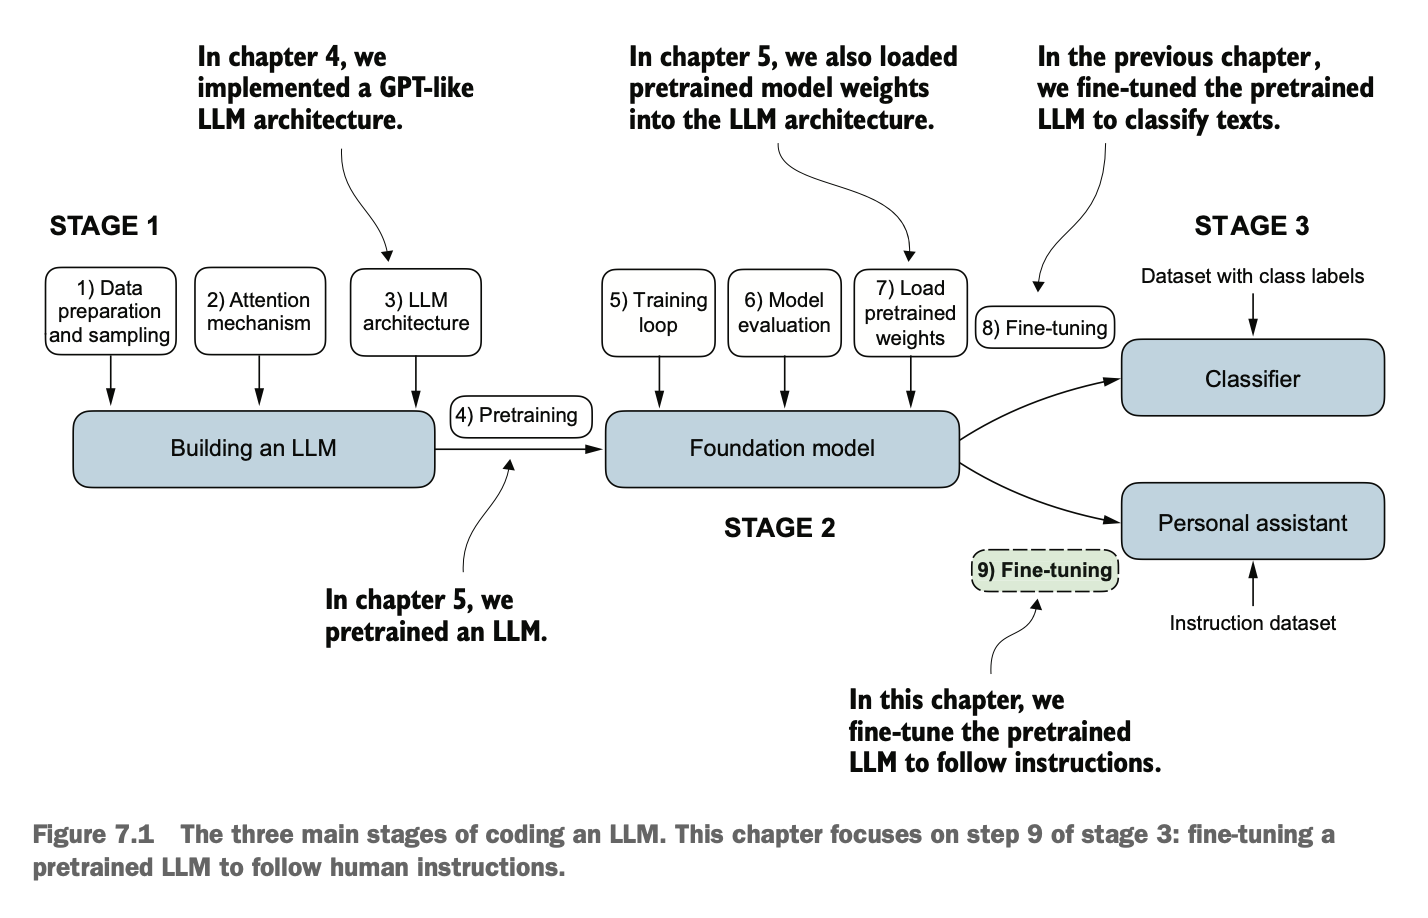 In chapter 4, we
implemented a GPT-like
LLM architecture.
In chapter 5, we also loaded
pretrained model weights
into the LLM architecture.
In the previous chapter,
we fine-tuned the pretrained
LLM to classify texts.
STAGE 1
STAGE 3
1) Data
preparation
and sampling
2) Attention
mechanism
3) LLM
architecture
5) Training
loop
6) Model
evaluation
7) Load
pretrained
weights
8) Fine-tuning
Dataset with class labels
Classifier
4) Pretraining
Building an LLM
Foundation model
STAGE 2
Personal assistant
9) Fine-tuning
Instruction dataset
In chapter 5, we
pretrained an LLM.
In this chapter, we
fine-tune the pretrained
LLM to follow instructions.
Figure 7.1 The three main stages of coding an LLM. This chapter focuses on step 9 of stage 3: fine-tuning a
pretrained LLM to follow human instructions.